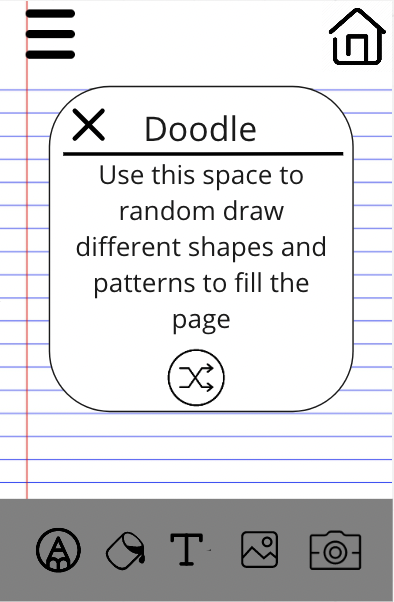 Doodle
Use this space to
random draw
different shapes and
patterns to fill the
page
T